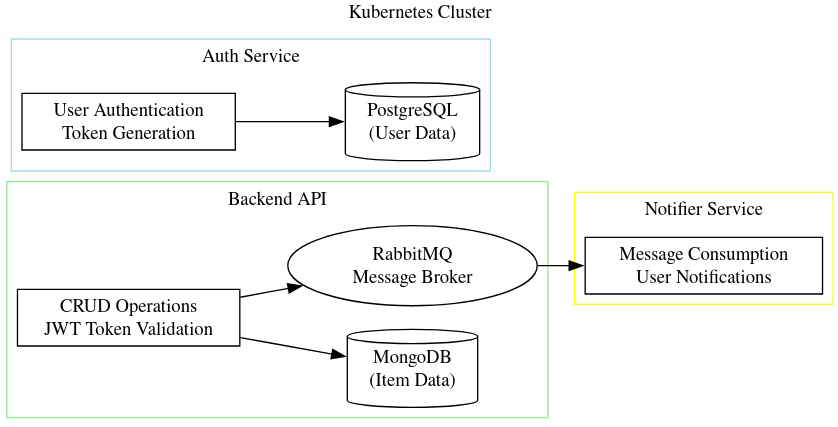 Kubernetes Cluster
Auth Service
User Authentication
Token Generation
PostgreSQL
(User Data)
Backend API
CRUD Operations
JWT Token Validation
RabbitMQ
Message Broker
MongoDB
(Item Data)
Notifier Service
Message Consumption
User Notifications